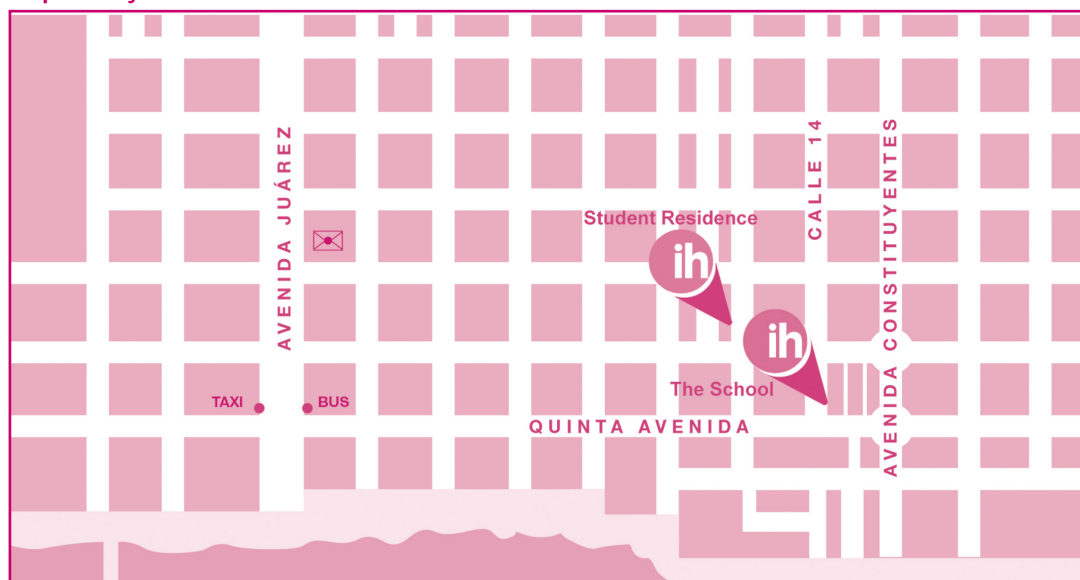 CALLE 14
AVENIDA CONSTITUYENTES
AVENIDA JUÁREZ
Student Residence
ih
ih
The School
TAXI
BUS
QUINTA AVENIDA